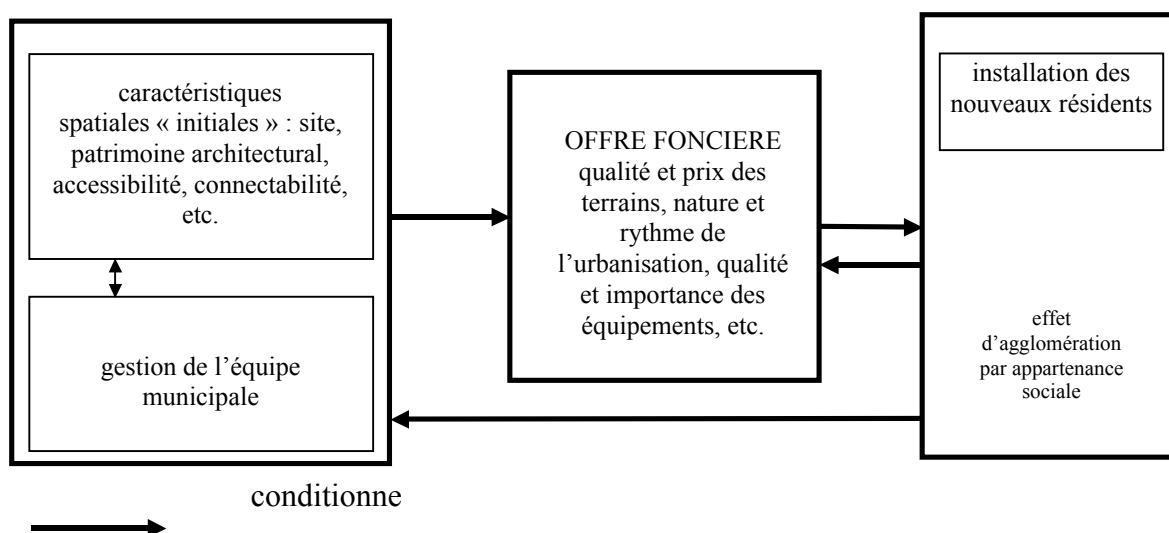 caractéristiques
spatiales « initiales » : site,
patrimoine architectural,
accessibilité, connectabilité,
etc.
gestion de l’équipe
municipale
OFFRE FONCIERE
qualité et prix des
terrains, nature et
rythme de
l’urbanisation, qualité
et importance des
équipements, etc.
installation des
nouveaux résidents
effet
d’agglomération
par appartenance
sociale
conditionne